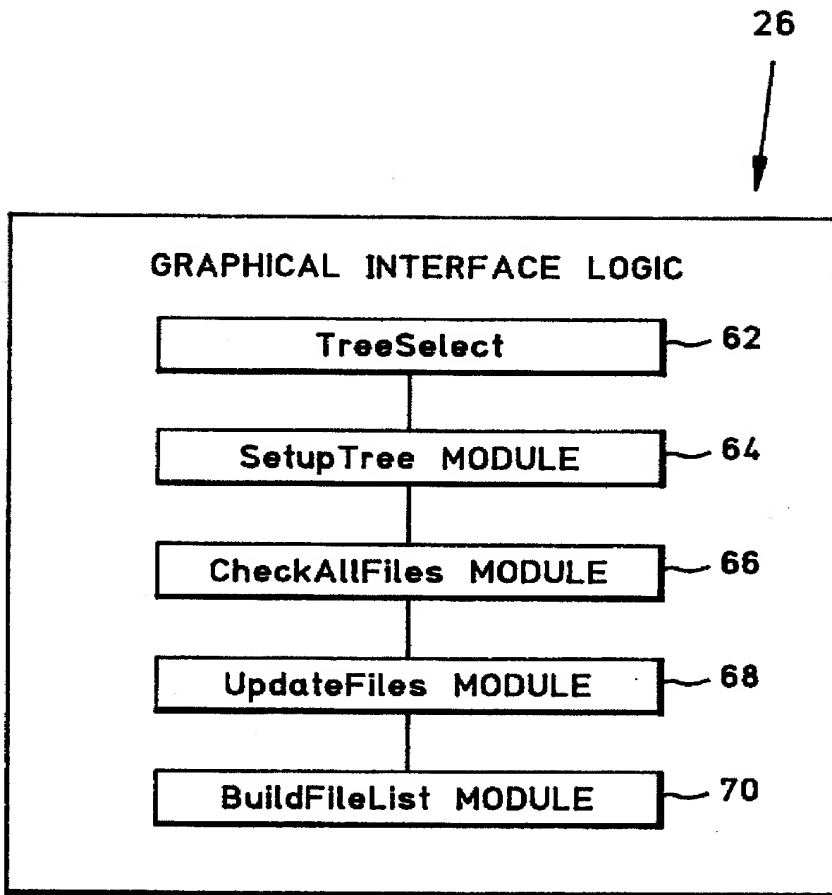 26
GRAPHICAL INTERFACE LOGIC
TreeSelect 62
SetupTree MODULE 64
CheckAllFiles MODULE 66
UpdateFiles MODULE 68
BuildFileList MODULE 70